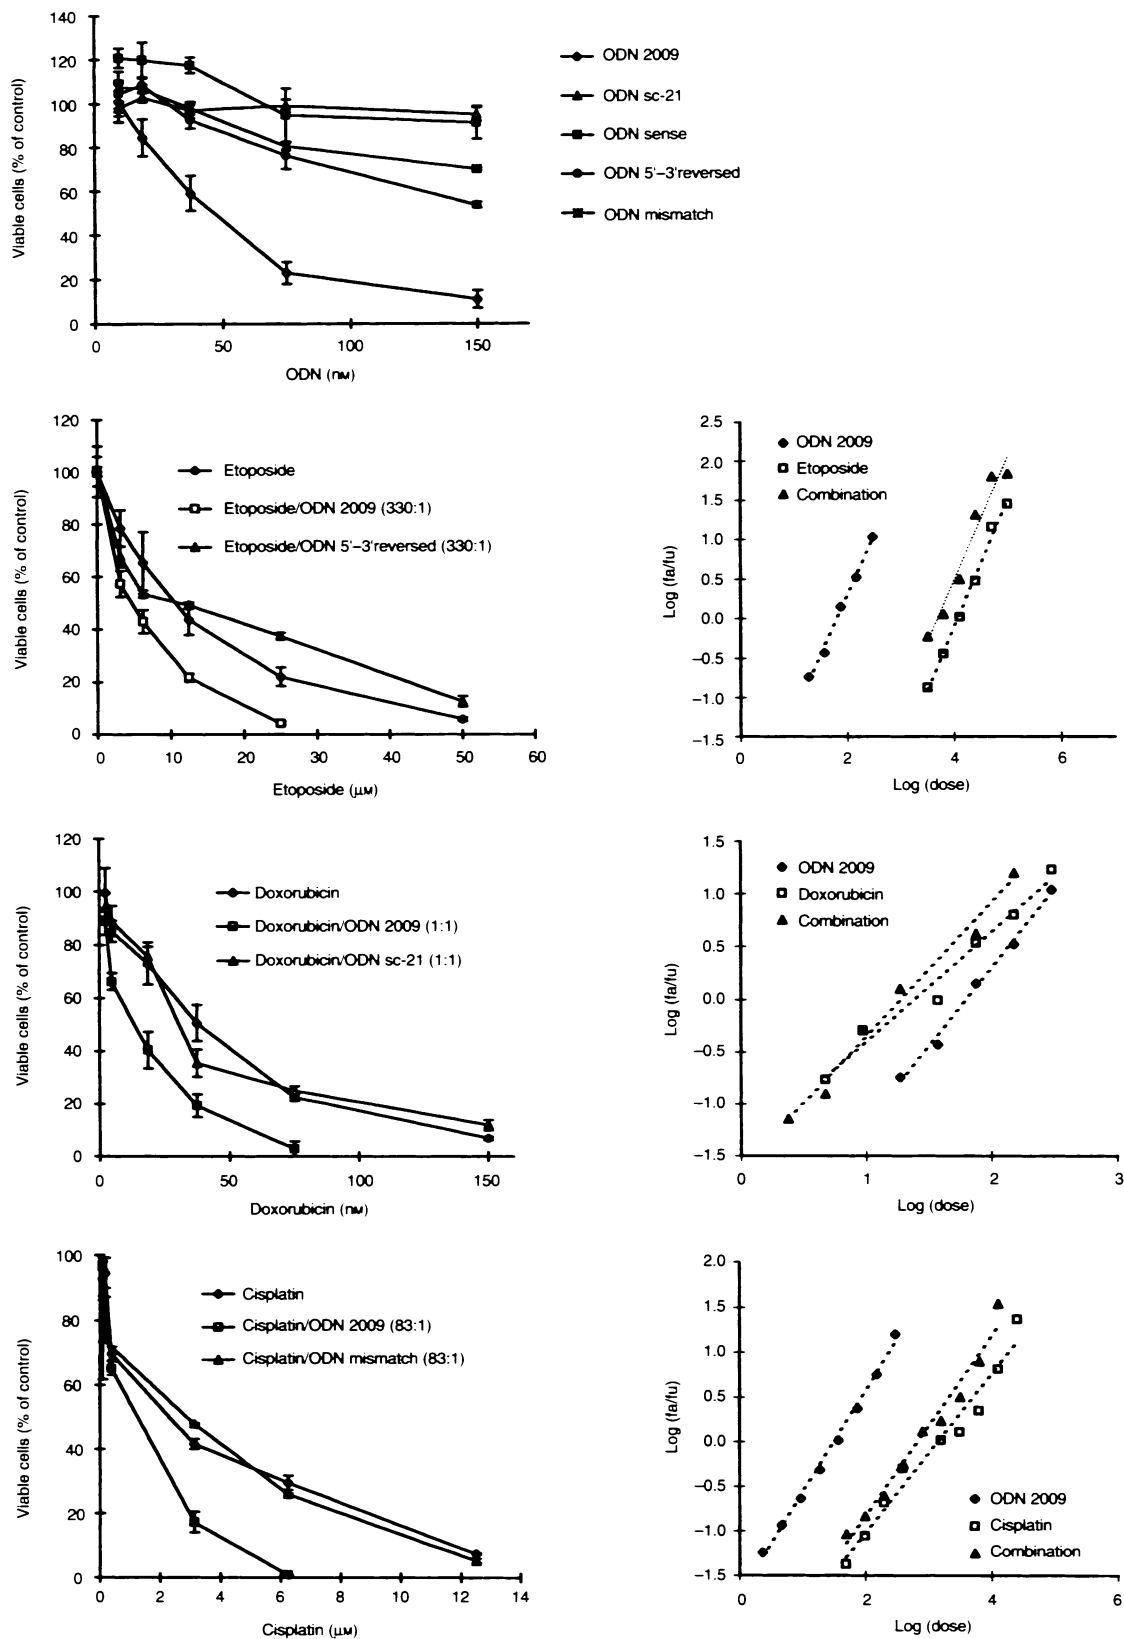 140
120
100
80
60
40
20
0
Viable cells (% of control)
0 50 100 150
ODN (nM)
ODN 2009
ODN sc-21
ODN sense
ODN 5'–3'reversed
ODN mismatch
120
100
80
60
40
20
0
Viable cells (% of control)
Etoposide
Etoposide/ODN 2009 (330:1)
Etoposide/ODN 5'–3'reversed (330:1)
0 10 20 30 40 50 60
Etoposide (μM)
2.5
2.0
1.5
1.0
0.5
0.0
–0.5
–1.0
–1.5
Log (fa/fu)
ODN 2009
Etoposide
Combination
0 2 4 6
Log (dose)
120
100
80
60
40
20
0
Viable cells (% of control)
Doxorubicin
Doxorubicin/ODN 2009 (1:1)
Doxorubicin/ODN sc-21 (1:1)
0 50 100 150
Doxorubicin (nM)
1.5
1.0
0.5
0.0
–0.5
–1.0
–1.5
Log (fa/fu)
ODN 2009
Doxorubicin
Combination
0 1 2 3
Log (dose)
100
80
60
40
20
0
Viable cells (% of control)
Cisplatin
Cisplatin/ODN 2009 (83:1)
Cisplatin/ODN mismatch (83:1)
0 2 4 6 8 10 12 14
Cisplatin (μM)
2.0
1.5
1.0
0.5
0.0
–0.5
–1.0
–1.5
Log (fa/fu)
ODN 2009
Cisplatin
Combination
0 2 4 6
Log (dose)